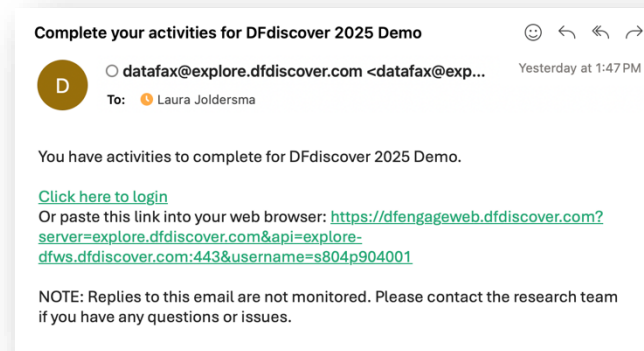 Complete your activities for DFdiscover 2025 Demo
D
datafax@explore.dfdiscover.com <datafax@exp...
Yesterday at 1:47 PM
To: Laura Joldersma
You have activities to complete for DFdiscover 2025 Demo.
Click here to login
Or paste this link into your web browser: https://dfengageweb.dfdiscover.com?
server=explore.dfdiscover.com&api=explore-
dfws.dfdiscover.com:443&username=s804p904001
NOTE: Replies to this email are not monitored. Please contact the research team
if you have any questions or issues.